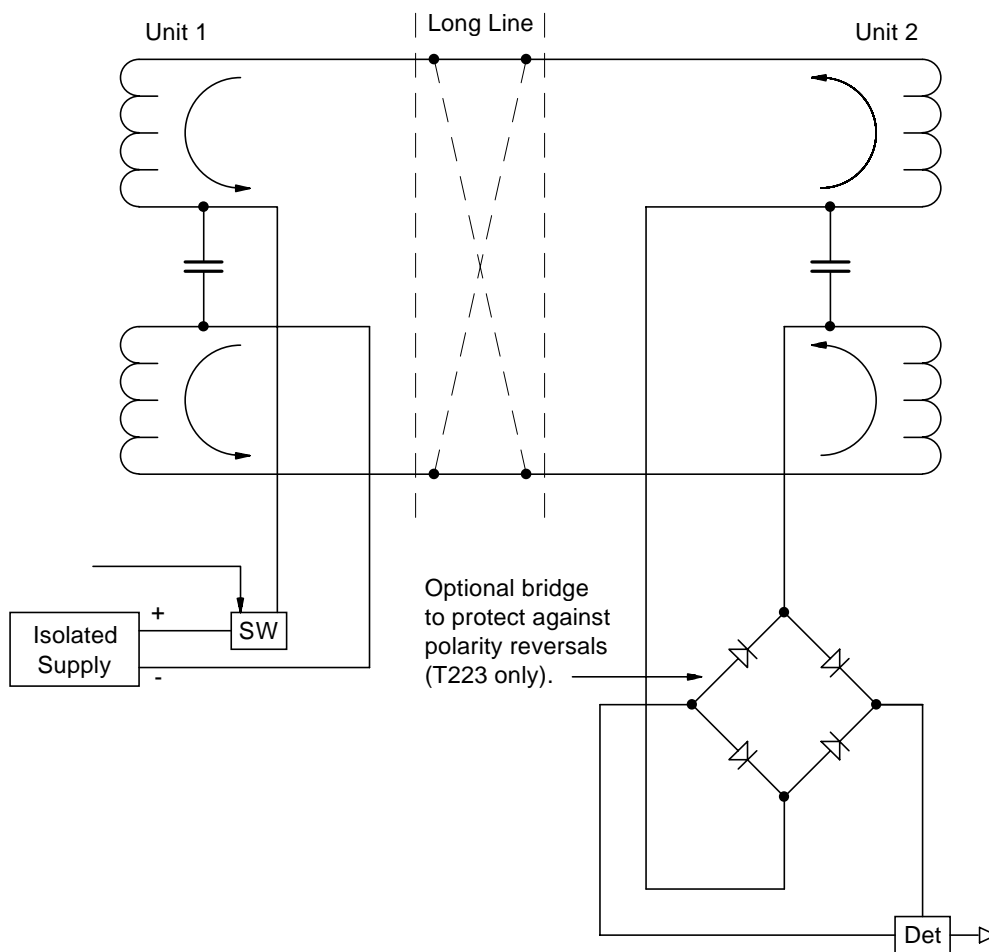 Unit 1
Long Line
Unit 2
Optional bridge
to protect against
polarity reversals
(T223 only).
+
SW
Isolated
Supply
-
Det